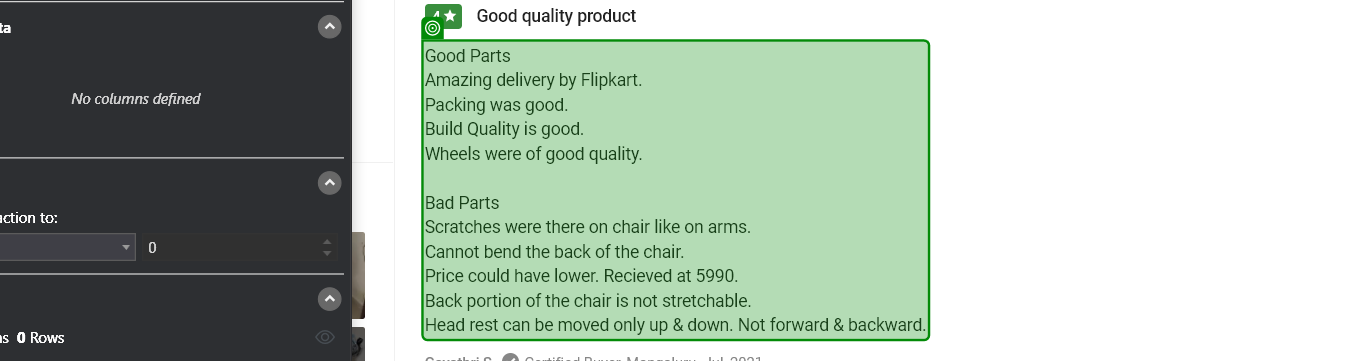 ta
No columns defined
ction to:
0
s 0 Rows
4★ Good quality product
Good Parts
Amazing delivery by Flipkart.
Packing was good.
Build Quality is good.
Wheels were of good quality.
Bad Parts
Scratches were there on chair like on arms.
Cannot bend the back of the chair.
Price could have lower. Recieved at 5990.
Back portion of the chair is not stretchable.
Head rest can be moved only up & down. Not forward & backward.
Gayathri S Certified Buyer, Mangaluru Jul, 2021